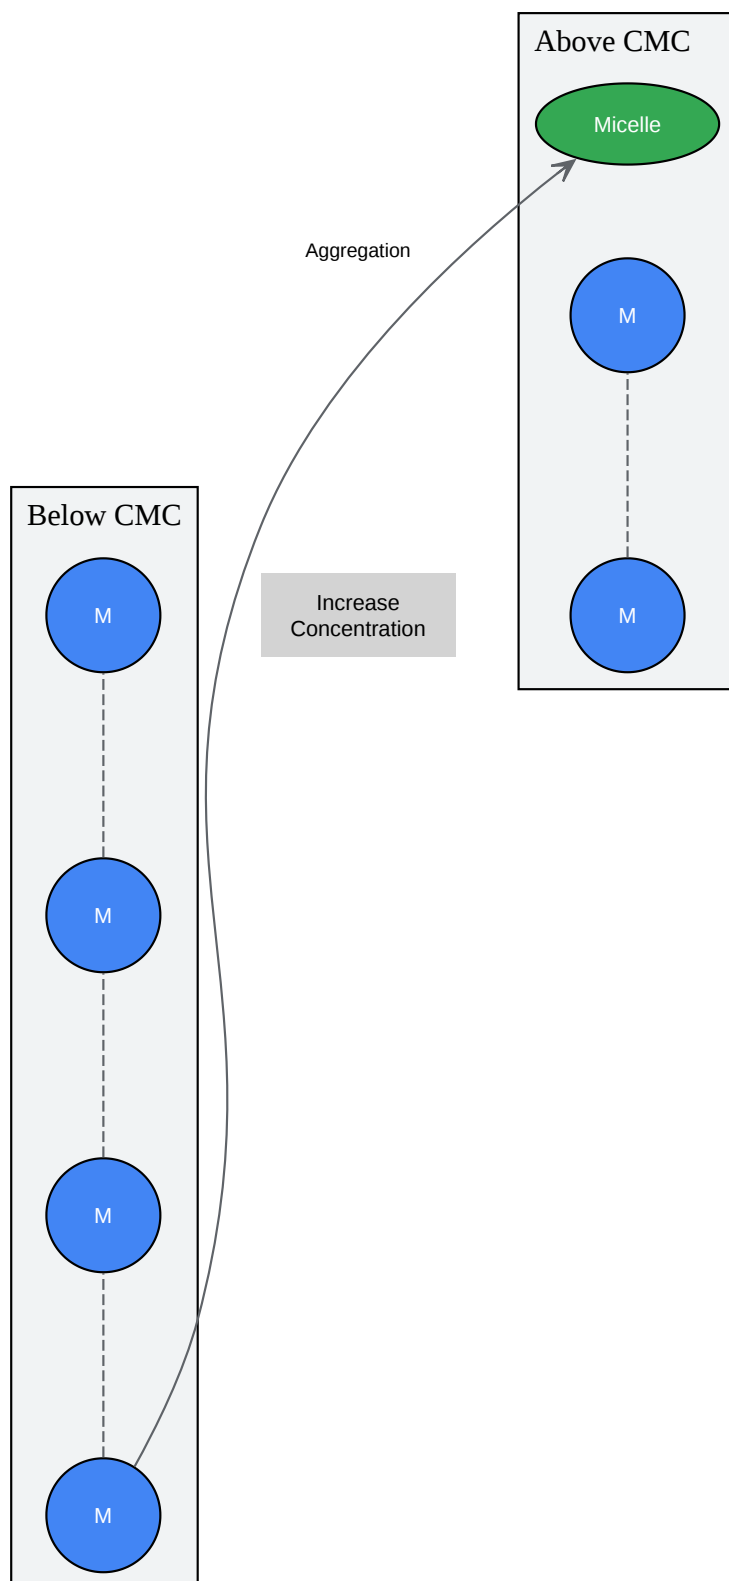 Above CMC
Micelle
Aggregation
M
Below CMC
Increase
Concentration
M
M
M
M
M